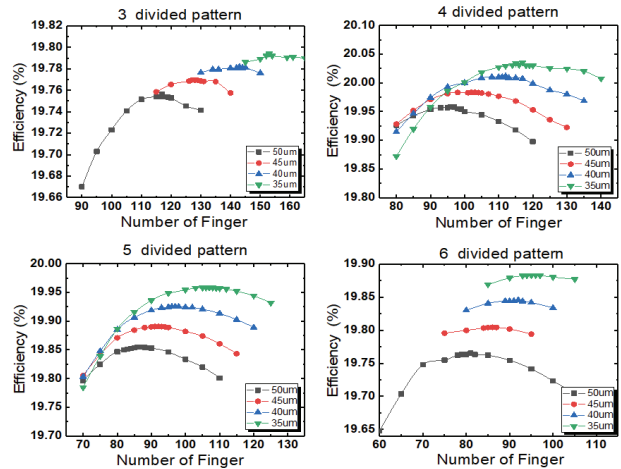 3 divided pattern
19.82
19.80
19.78
19.76
19.74
19.72
19.70
19.68
19.66
Efficiency (%)
50um
45um
40um
35um
90 100 110 120 130 140 150 160
Number of Finger
4 divided pattern
20.10
20.05
20.00
19.95
19.90
19.85
19.80
Efficiency (%)
50um
45um
40um
35um
80 90 100 110 120 130 140
Number of Finger
5 divided pattern
20.00
19.95
19.90
19.85
19.80
19.75
19.70
Efficiency (%)
50um
45um
40um
35um
70 80 90 100 110 120 130
Number of Finger
6 divided pattern
19.90
19.85
19.80
19.75
19.70
19.65
Efficiency (%)
50um
45um
40um
35um
60 70 80 90 100 110
Number of Finger